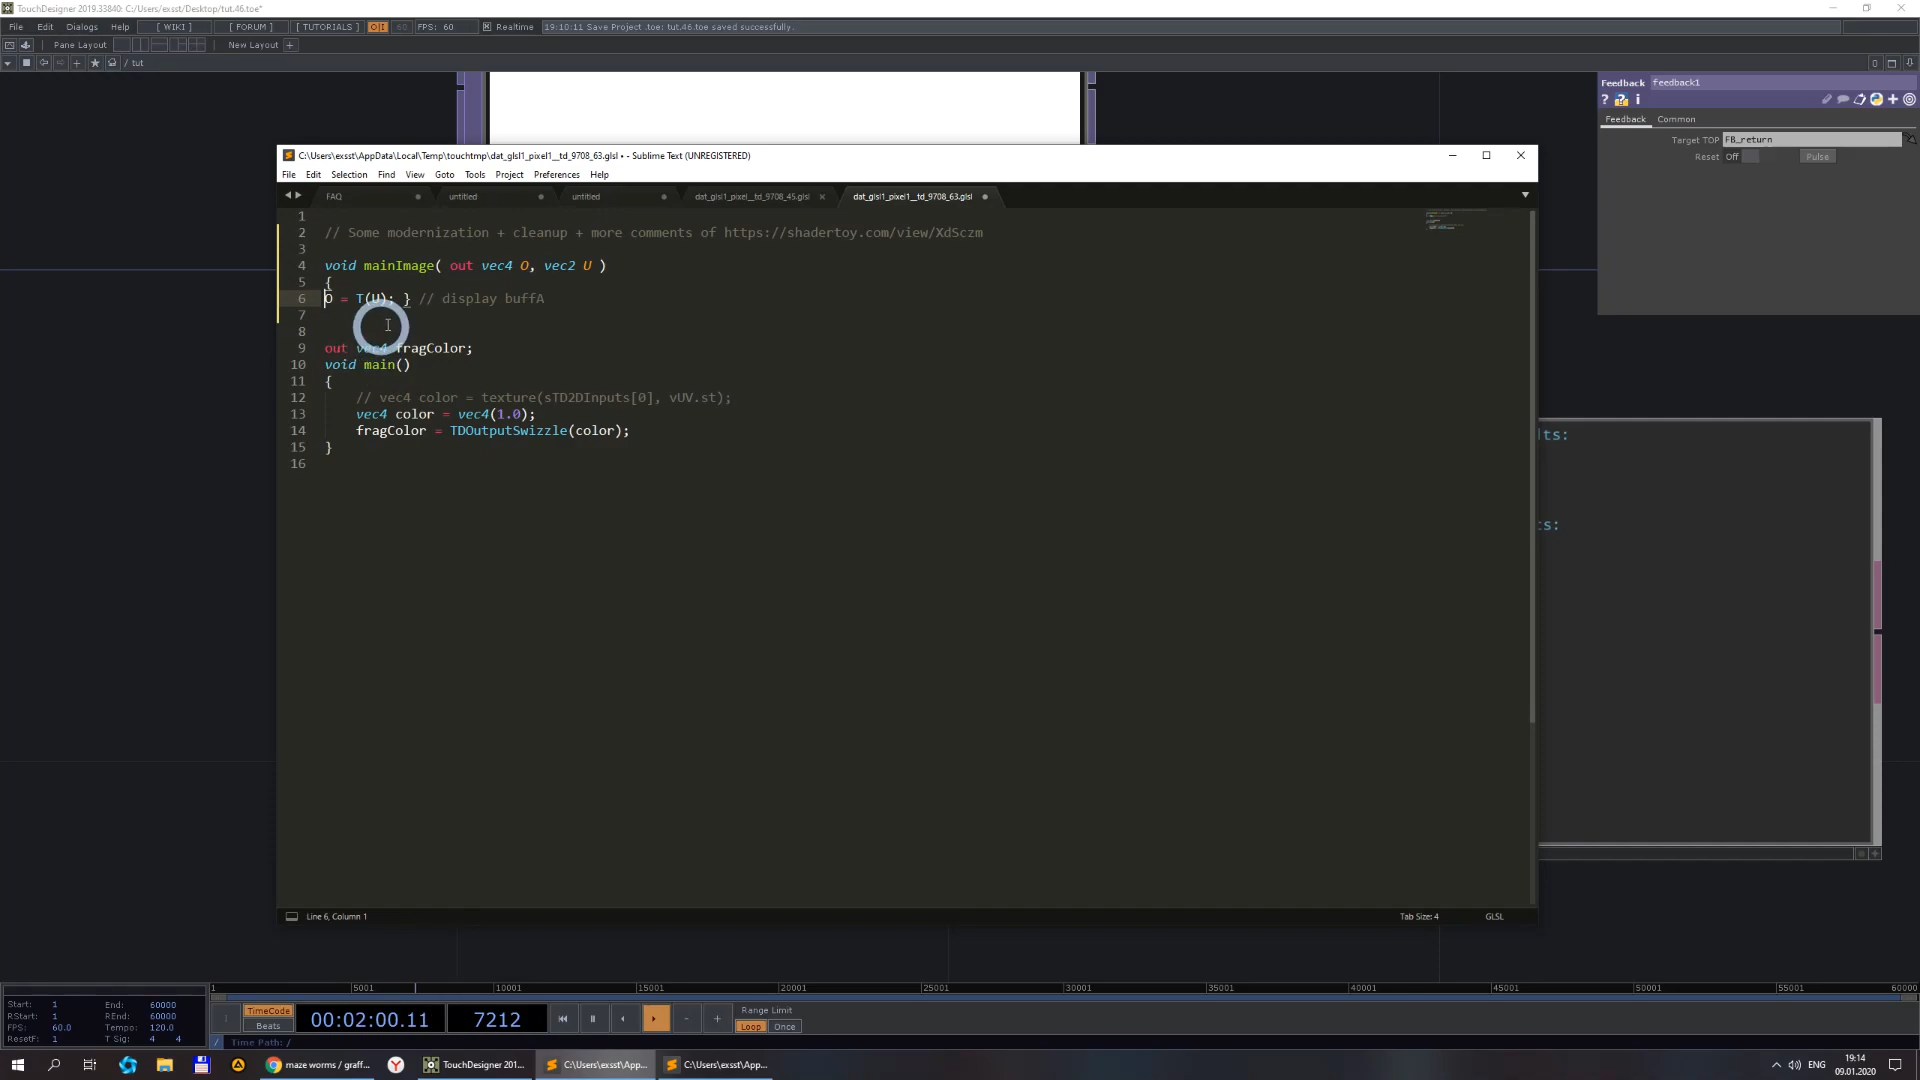 TouchDesigner 2019.33840: C:/Users/exsst/Desktop/tut.46.toe*
File Edit Dialogs Help [ WIKI ] [ FORUM ] [ TUTORIALS ] O|I 60 FPS: 60 Realtime 19:10:11 Save Project .toe: tut.46.toe saved successfully.
Pane Layout New Layout +
/ tut
0
Feedback feedback1
? ? i
Feedback Common
Target TOP FB_return
Reset Off Pulse
C:\Users\exsst\AppData\Local\Temp\touchtmp\dat_glsl1_pixel1__td_9708_63.glsl • - Sublime Text (UNREGISTERED)
File Edit Selection Find View Goto Tools Project Preferences Help
FAQ untitled untitled dat_glsl1_pixel1__td_9708_45.glsl dat_glsl1_pixel1__td_9708_63.glsl
1
2 // Some modernization + cleanup + more comments of https://shadertoy.com/view/XdSczm
3
4 void mainImage( out vec4 O, vec2 U )
5 {
6 O = T(U); } // display buffA
7
8
9 out vec4 fragColor;
10 void main()
11 {
12 // vec4 color = texture(sTD2DInputs[0], vUV.st);
13 vec4 color = vec4(1.0);
14 fragColor = TDOutputSwizzle(color);
15 }
16
lts:
ts:
Line 6, Column 1 Tab Size: 4 GLSL
1 5001 10001 15001 20001 25001 30001 35001 40001 45001 50001 55001 60000
Start: 1 End: 60000
RStart: 1 REnd: 60000
FPS: 60.0 Tempo: 120.0
ResetF: 1 T Sig: 4 4
TimeCode
Beats
00:02:00.11 7212
Range Limit
Loop Once
/ Time Path: /
maze worms / graff... TouchDesigner 201... C:\Users\exsst\App... C:\Users\exsst\App...
ENG
19:14
09.01.2020